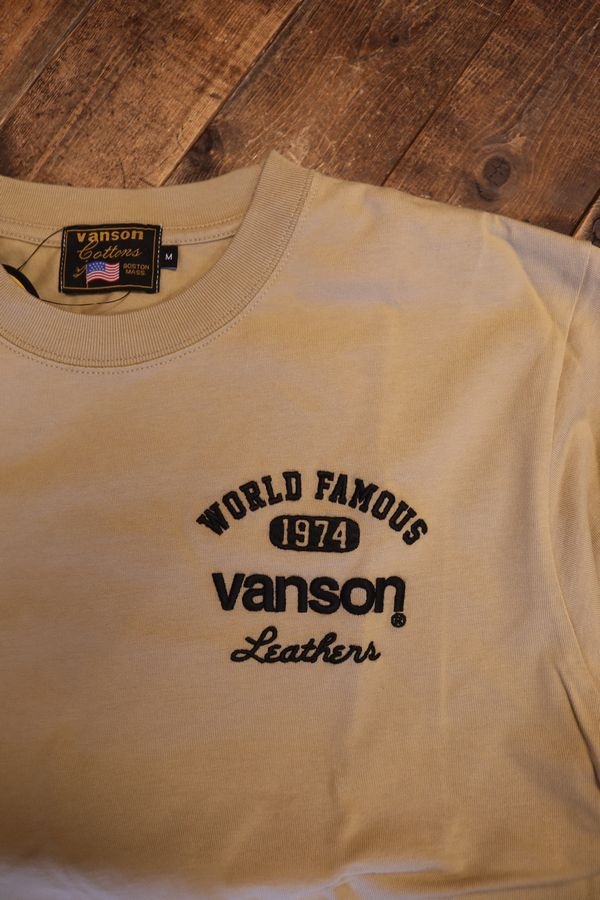 vanson
Cottons
BOSTON
MASS.
M
WORLD FAMOUS
1974
vanson®
Leathers